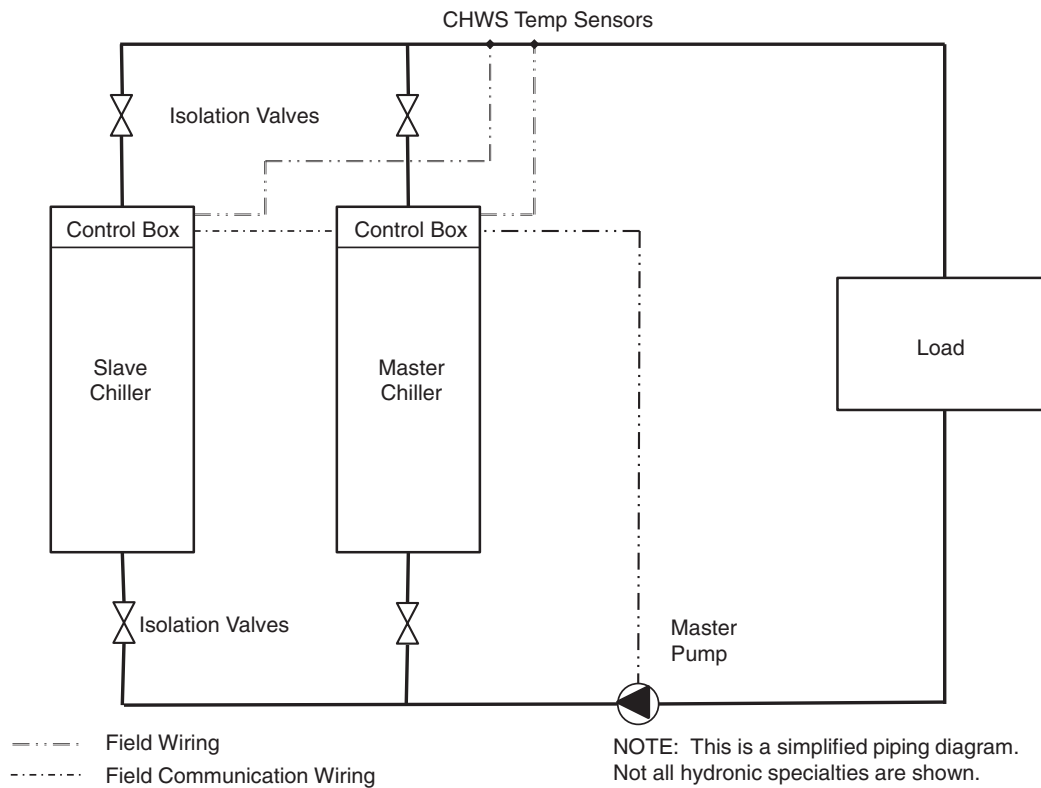 CHWS Temp Sensors
Isolation Valves
Control Box
Control Box
Slave
Chiller
Master
Chiller
Load
Isolation Valves
Master
Pump
Field Wiring
Field Communication Wiring
NOTE: This is a simplified piping diagram.
Not all hydronic specialties are shown.